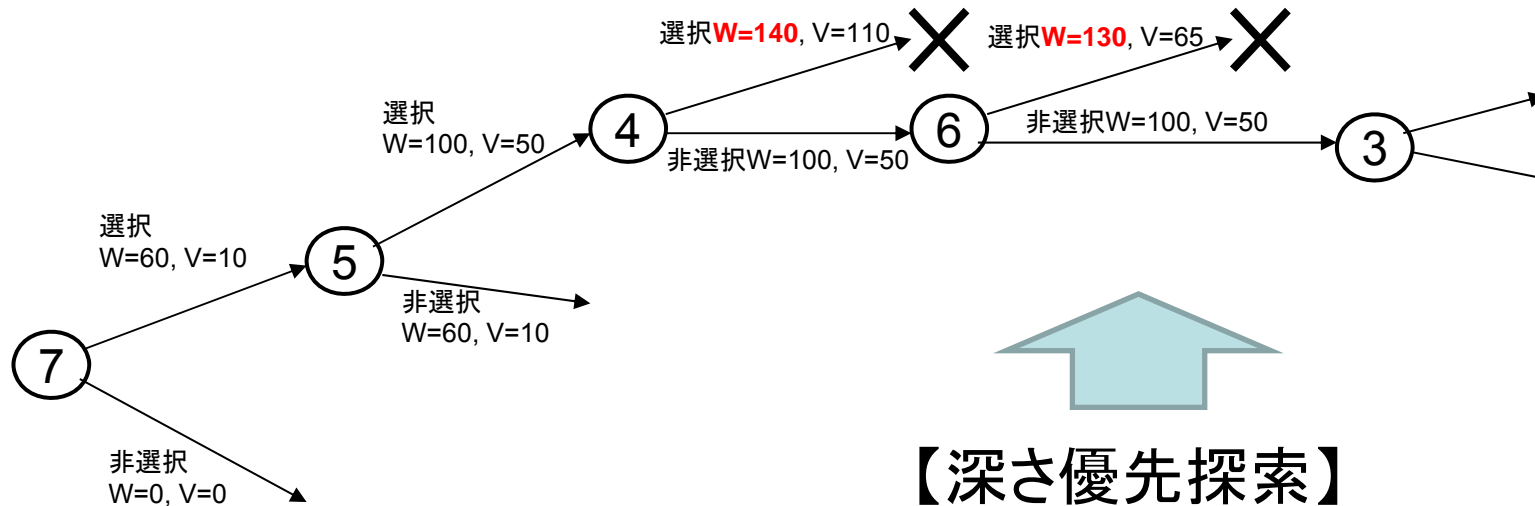 選択W=140, V=110
選択W=130, V=65
選択
W=100, V=50
4
6
非選択W=100, V=50
3
非選択W=100, V=50
選択
W=60, V=10
5
非選択
W=60, V=10
7
非選択
W=0, V=0
【深さ優先探索】